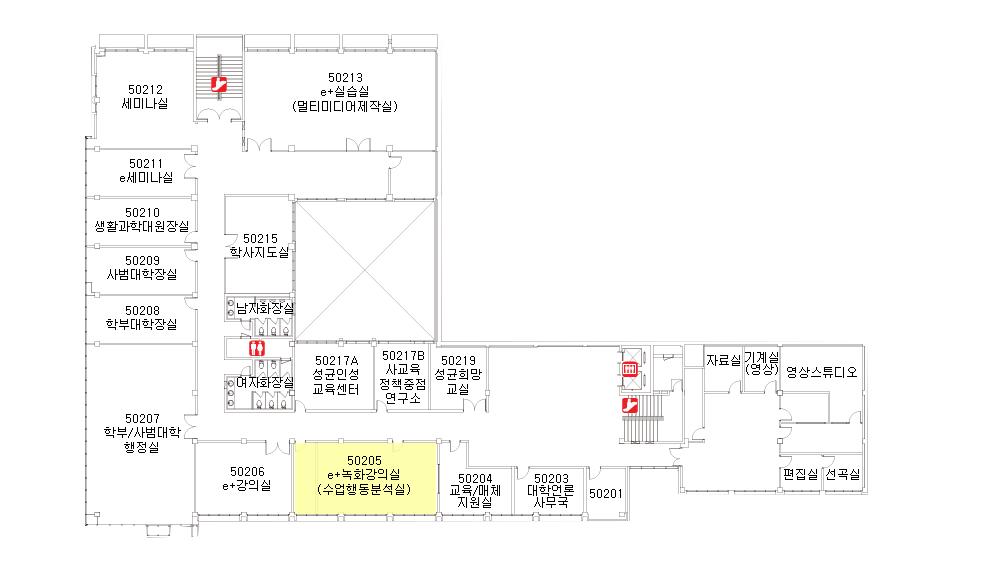 50212
세미나실
50213
e+실습실
(멀티미디어제작실)
50211
e세미나실
50210
생활과학대원장실
50215
학사지도실
50209
사범대학장실
50208
학부대학장실
남자화장실
여자화장실
50217A
성균인성
교육센터
50217B
사교육
정책중점
연구소
50219
성균희망
교실
자료실
기계실
(영상)
영상스튜디오
50207
학부/사범대학
행정실
50206
e+강의실
50205
e+녹화강의실
(수업행동분석실)
50204
교육/매체
지원실
50203
대학언론
사무국
50201
편집실
선곡실